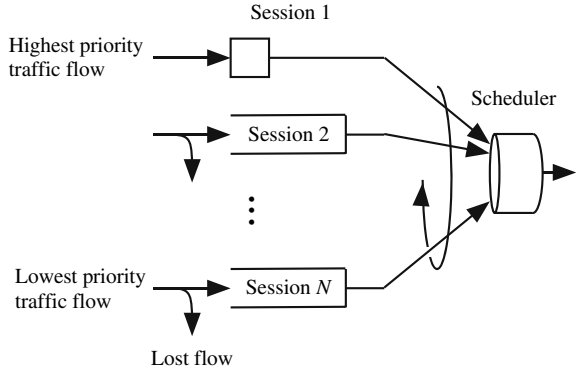 Session 1
Highest priority
traffic flow
Scheduler
Session 2
Lowest priority
traffic flow
Session N
Lost flow